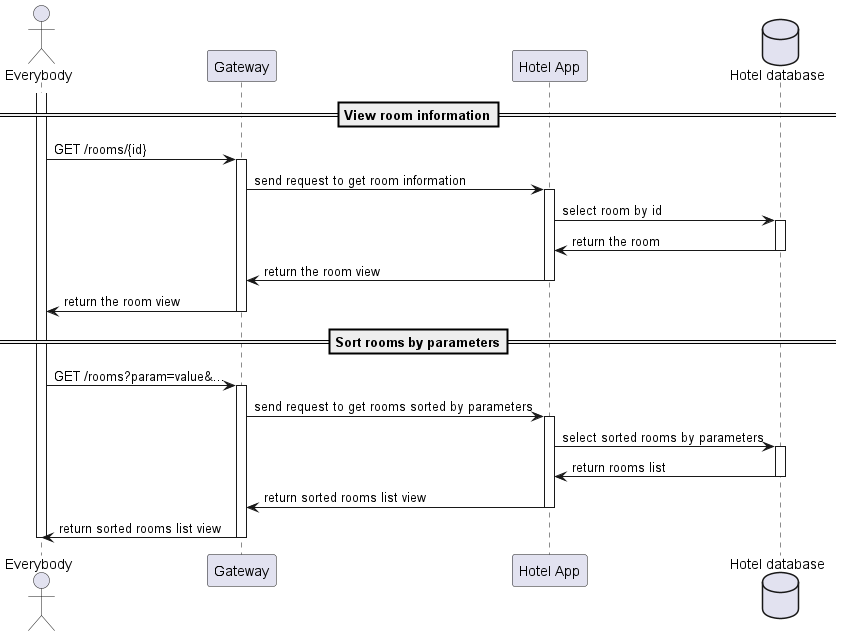 Everybody
Gateway
Hotel App
Hotel database
View room information
GET /rooms/{id}
send request to get room information
select room by id
return the room
return the room view
return the room view
Sort rooms by parameters
GET /rooms?param=value&...
send request to get rooms sorted by parameters
select sorted rooms by parameters
return rooms list
return sorted rooms list view
return sorted rooms list view
Everybody
Gateway
Hotel App
Hotel database